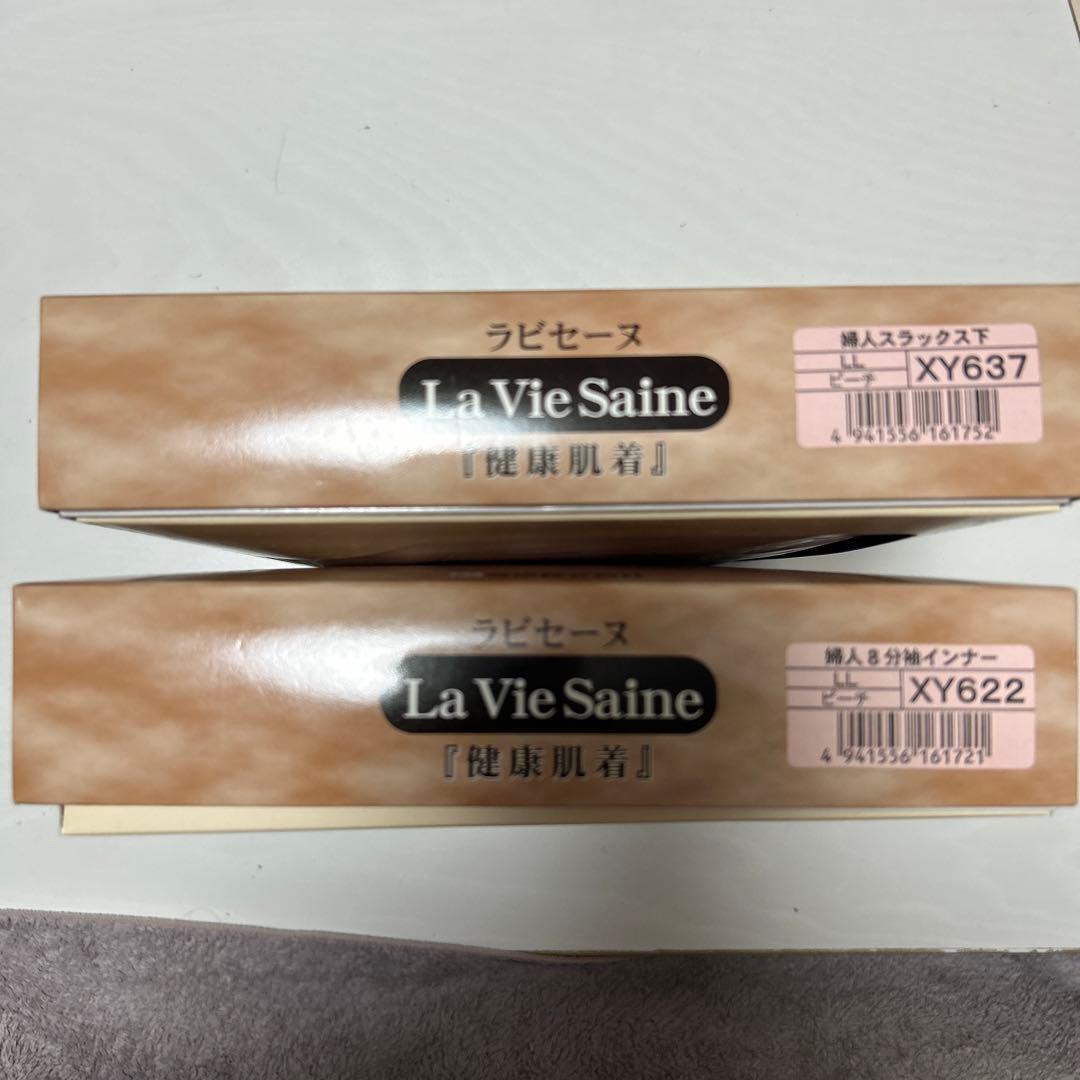 ラビセーヌ
La Vie Saine
『健康肌着』
婦人スラックス下
LL
ピーチ
XY637
4 941556 161752
ラビセーヌ
La Vie Saine
『健康肌着』
婦人8分袖インナー
LL
ピーチ
XY622
4 941556 161721